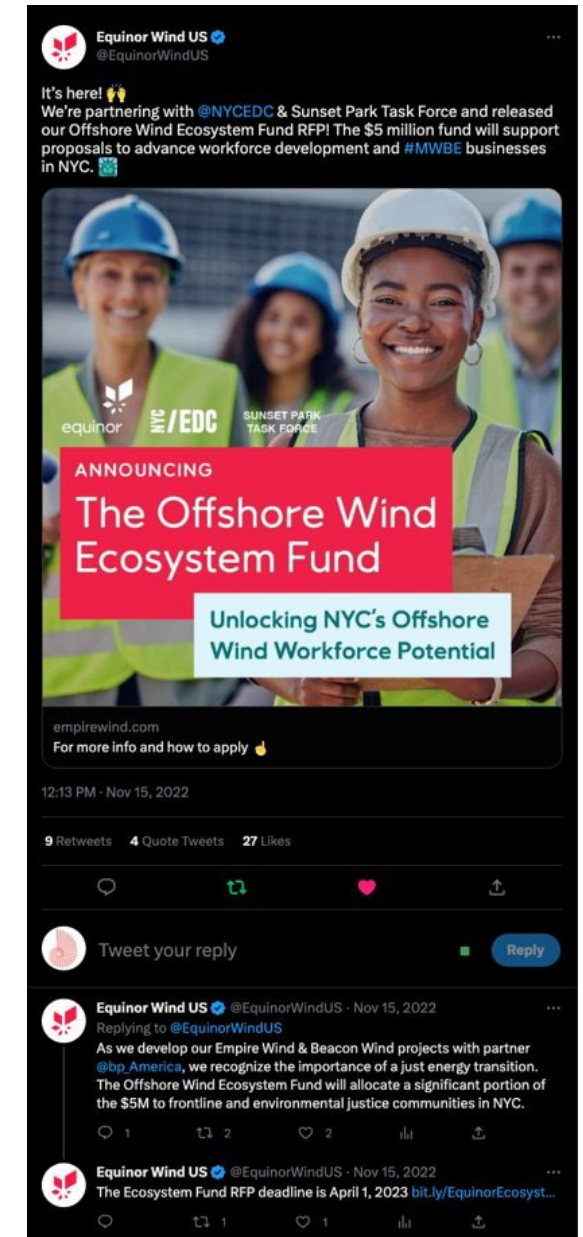 Equinor Wind US
@EquinorWindUS
It's here! 🙌
We're partnering with @NYCEDC & Sunset Park Task Force and released
our Offshore Wind Ecosystem Fund RFP! The $5 million fund will support
proposals to advance workforce development and #MWBE businesses
in NYC. 🗽
equinor
NYC/EDC
SUNSET PARK
TASK FORCE
ANNOUNCING
The Offshore Wind
Ecosystem Fund
Unlocking NYC's Offshore
Wind Workforce Potential
empirewind.com
For more info and how to apply ☝️
12:13 PM · Nov 15, 2022
9 Retweets 4 Quote Tweets 27 Likes
Tweet your reply
Reply
Equinor Wind US @EquinorWindUS · Nov 15, 2022
Replying to @EquinorWindUS
As we develop our Empire Wind & Beacon Wind projects with partner
@bp_America, we recognize the importance of a just energy transition.
The Offshore Wind Ecosystem Fund will allocate a significant portion of
the $5M to frontline and environmental justice communities in NYC.
1 2 2
Equinor Wind US @EquinorWindUS · Nov 15, 2022
The Ecosystem Fund RFP deadline is April 1, 2023 bit.ly/EquinorEcosyst...
1 1